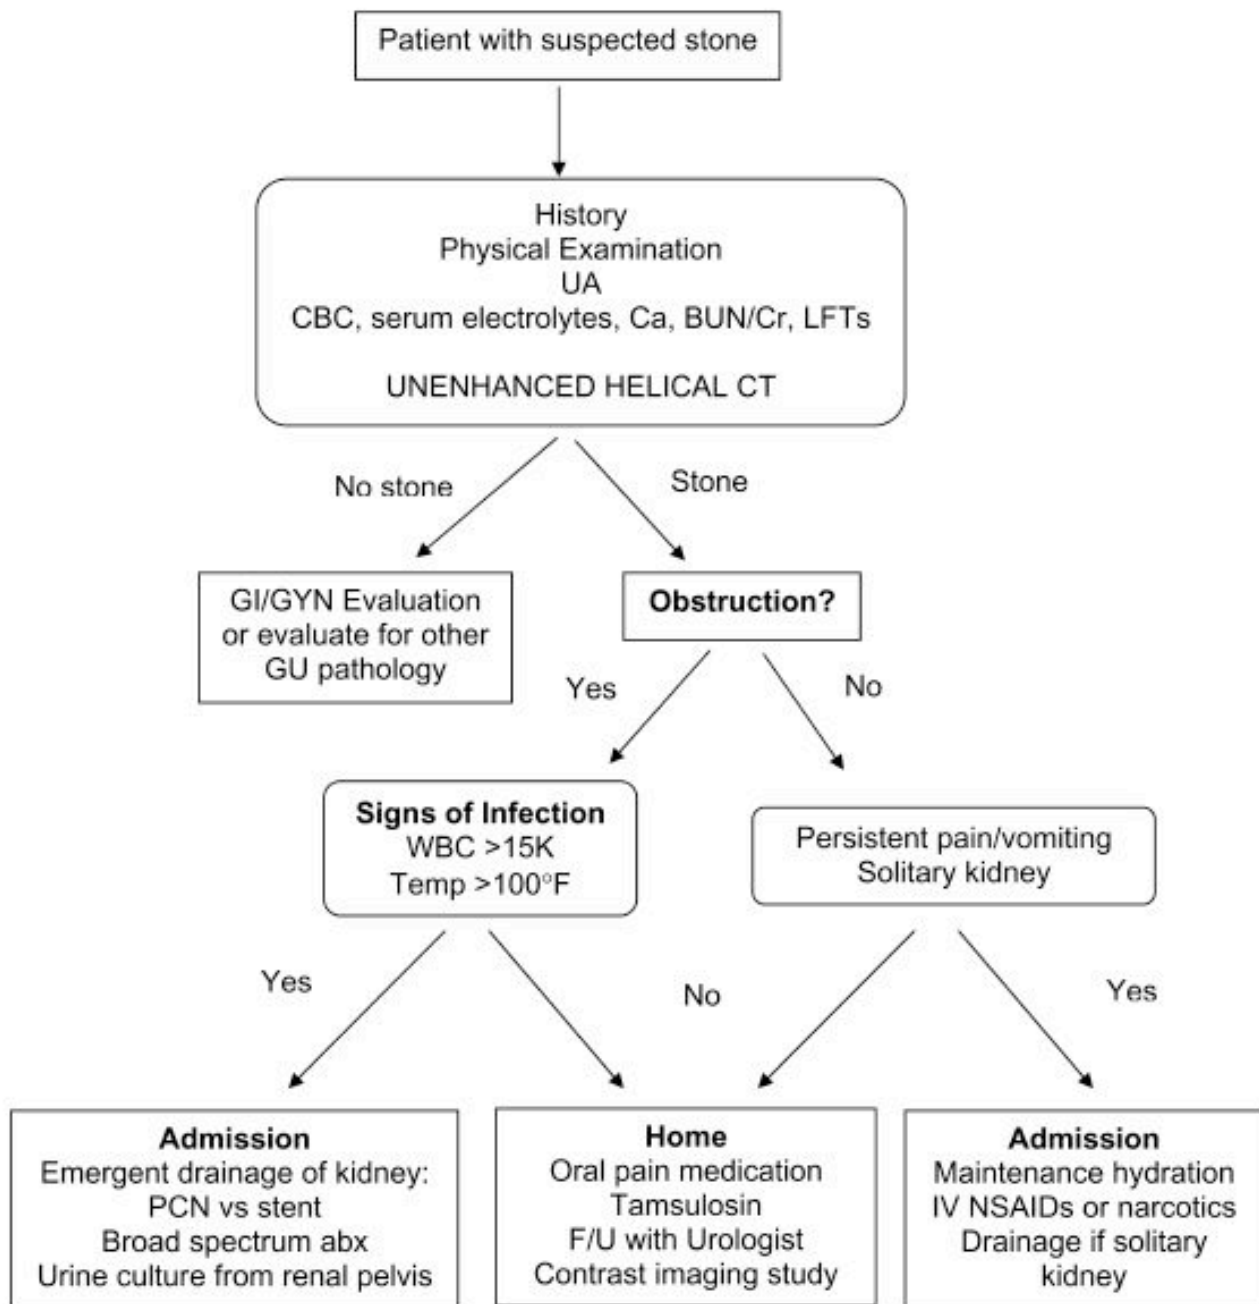 Patient with suspected stone
History
Physical Examination
UA
CBC, serum electrolytes, Ca, BUN/Cr, LFTs
UNENHANCED HELICAL CT
No stone
Stone
GI/GYN Evaluation
or evaluate for other
GU pathology
Obstruction?
Yes
No
Signs of Infection
WBC >15K
Temp >100°F
Persistent pain/vomiting
Solitary kidney
Yes
No
Yes
Admission
Emergent drainage of kidney:
PCN vs stent
Broad spectrum abx
Urine culture from renal pelvis
Home
Oral pain medication
Tamsulosin
F/U with Urologist
Contrast imaging study
Admission
Maintenance hydration
IV NSAIDs or narcotics
Drainage if solitary
kidney